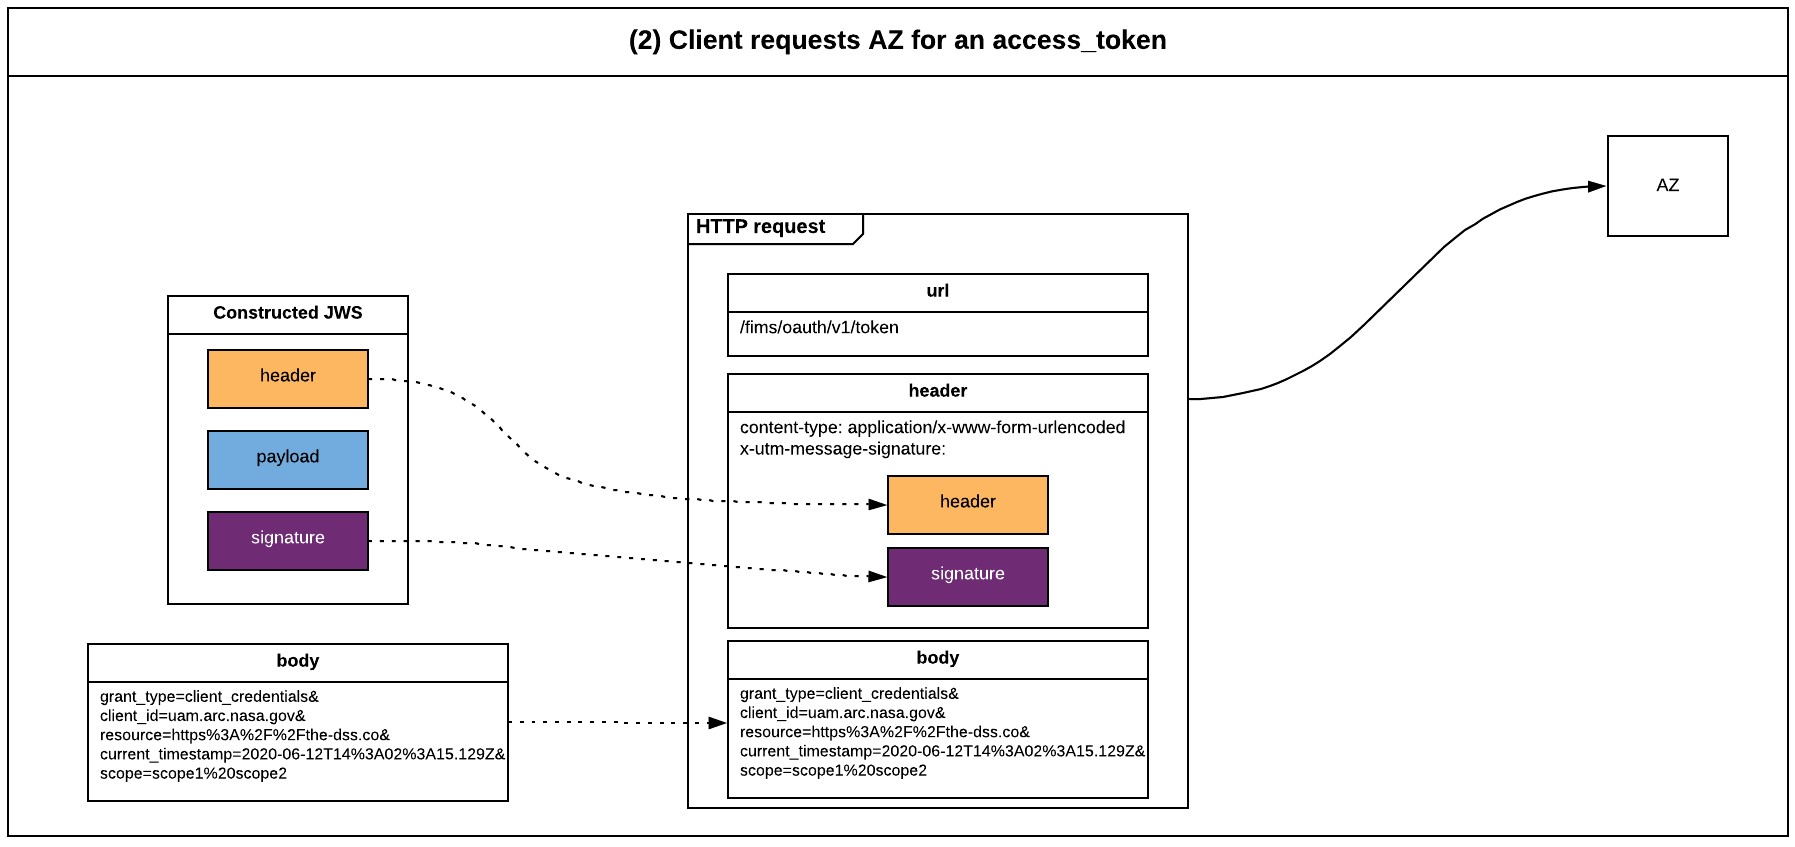 (2) Client requests AZ for an access_token
AZ
HTTP request
url
/fims/oauth/v1/token
Constructed JWS
header
payload
signature
header
content-type: application/x-www-form-urlencoded
x-utm-message-signature:
header
signature
body
grant_type=client_credentials&
client_id=uam.arc.nasa.gov&
resource=https%3A%2F%2Fthe-dss.co&
current_timestamp=2020-06-12T14%3A02%3A15.129Z&
scope=scope1%20scope2
body
grant_type=client_credentials&
client_id=uam.arc.nasa.gov&
resource=https%3A%2F%2Fthe-dss.co&
current_timestamp=2020-06-12T14%3A02%3A15.129Z&
scope=scope1%20scope2